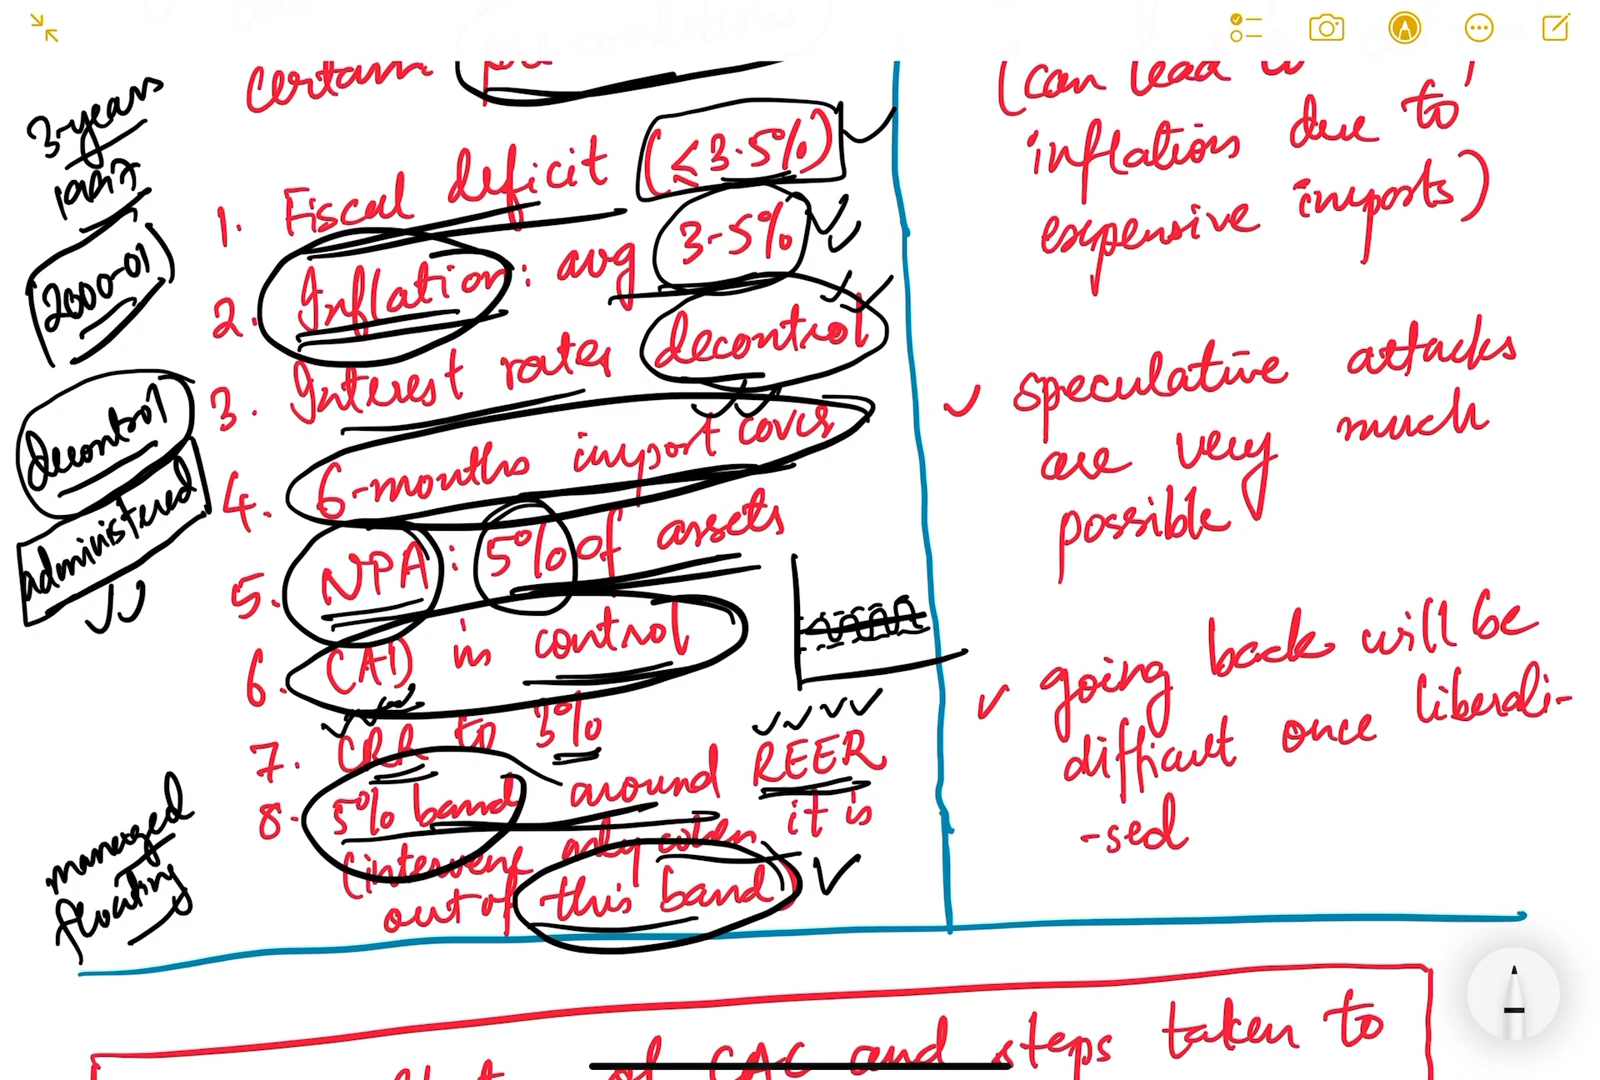 certain
1. Fiscal deficit (≤3.5%)
2. Inflation: avg 3-5%
3. Interest rates decontrol
4. 6-months import cover
5. NPA: 5% of assets
6. CAD in control
7. CRR to 3%
8. 5% band around REER
(intervene only when it is
out of this band)
3-years
1997
2000-01
decontrol
administered
managed
floating
(can lead to
inflation due to
expensive imports)
speculative attacks
are very much
possible
going back will be
difficult once liberali-
-sed
of CAC and steps taken to